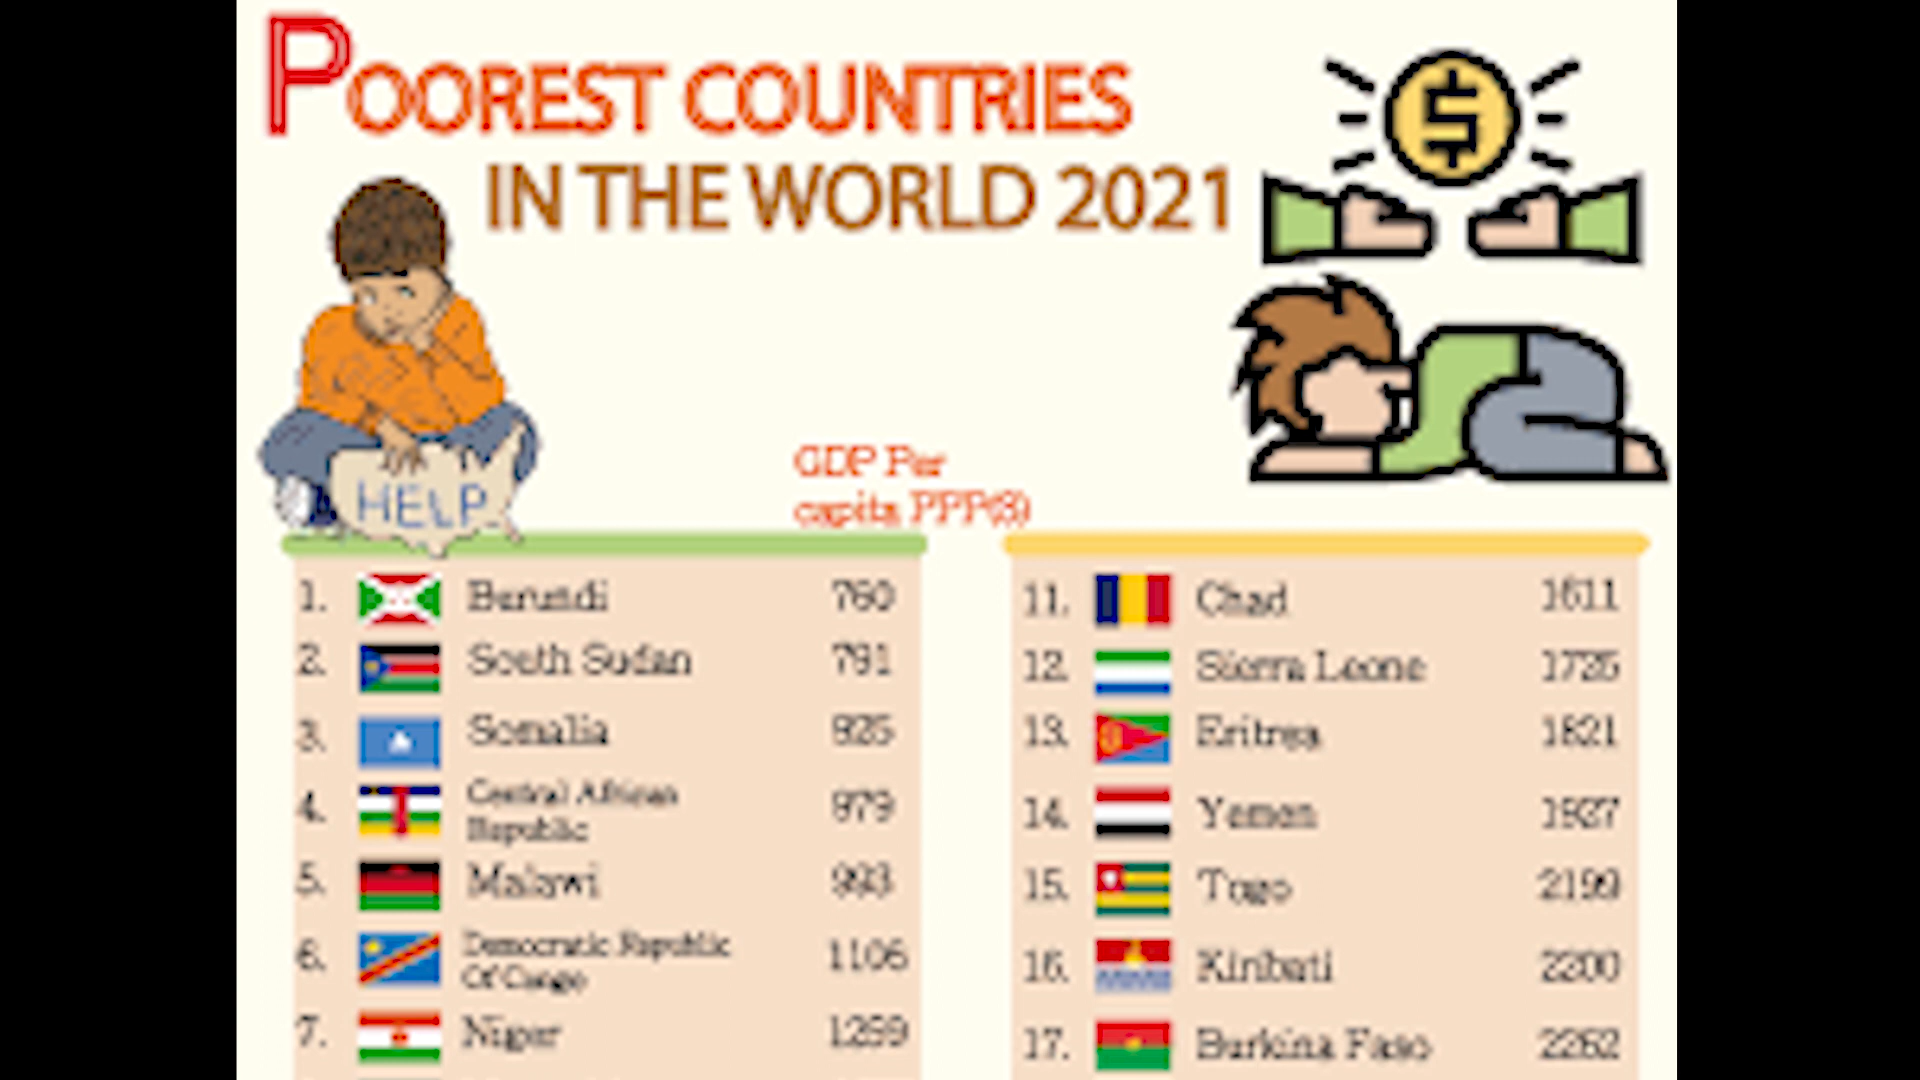 POOREST COUNTRIES
IN THE WORLD 2021
HELP
GDP Per
capita PPP($)
1. Burundi 760
2. South Sudan 791
3. Somalia 925
4. Central African
Republic 979
5. Malawi 993
6. Democratic Republic
Of Congo 1106
7. Niger
11. Chad
12. Sierra Leone 1725
13. Eritrea 1821
14. Yemen 1927
15. Togo 2199
16. Kiribati 2200
17. Burkina Faso 2262